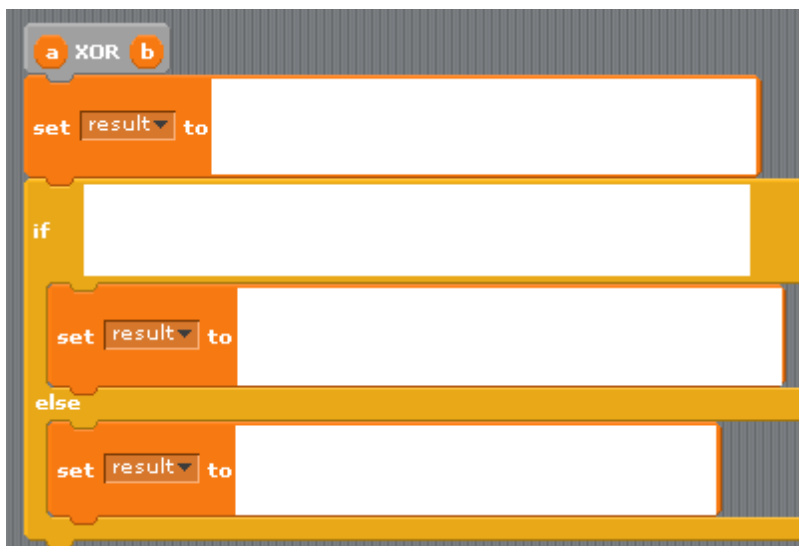 a XOR b
set result to
if
set result to
else
set result to